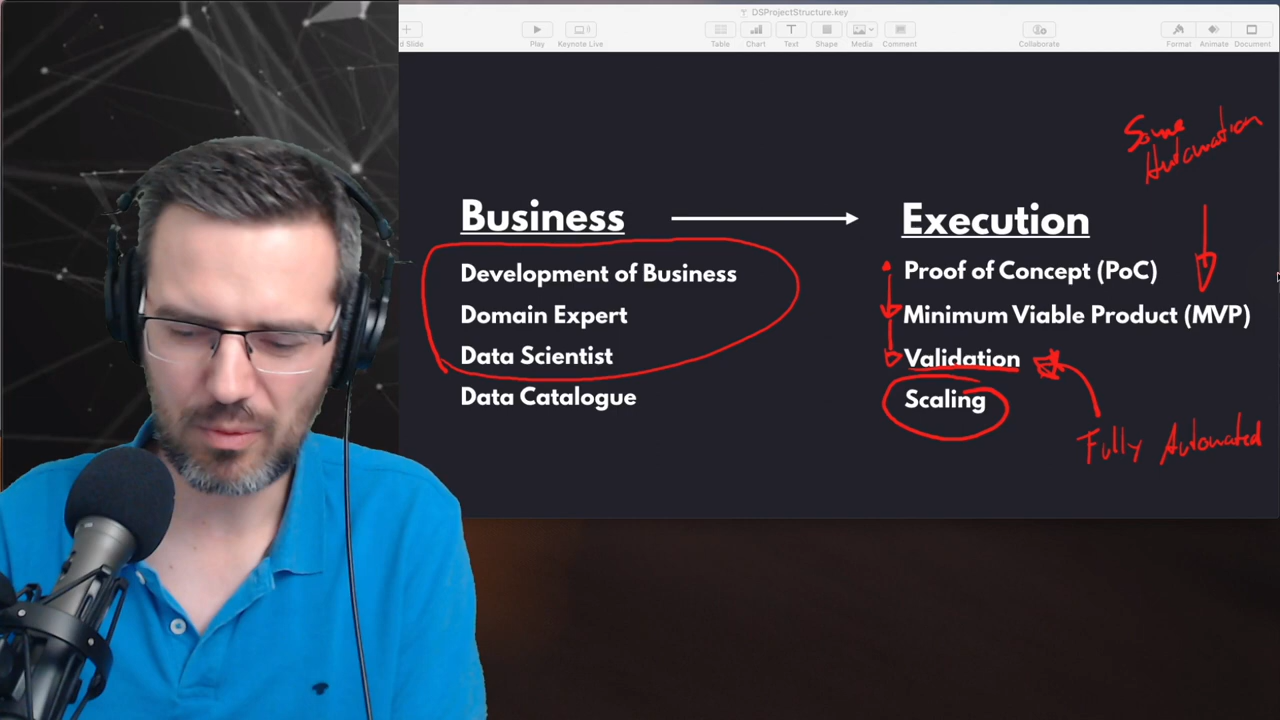 DSProjectStructure.key
d Slide
Play
Keynote Live
Table
Chart
Text
Shape
Media
Comment
Collaborate
Format
Animate
Document
Some
Automation
Business
Execution
Development of Business
Proof of Concept (PoC)
Domain Expert
Minimum Viable Product (MVP)
Data Scientist
Validation
Data Catalogue
Scaling
Fully Automated